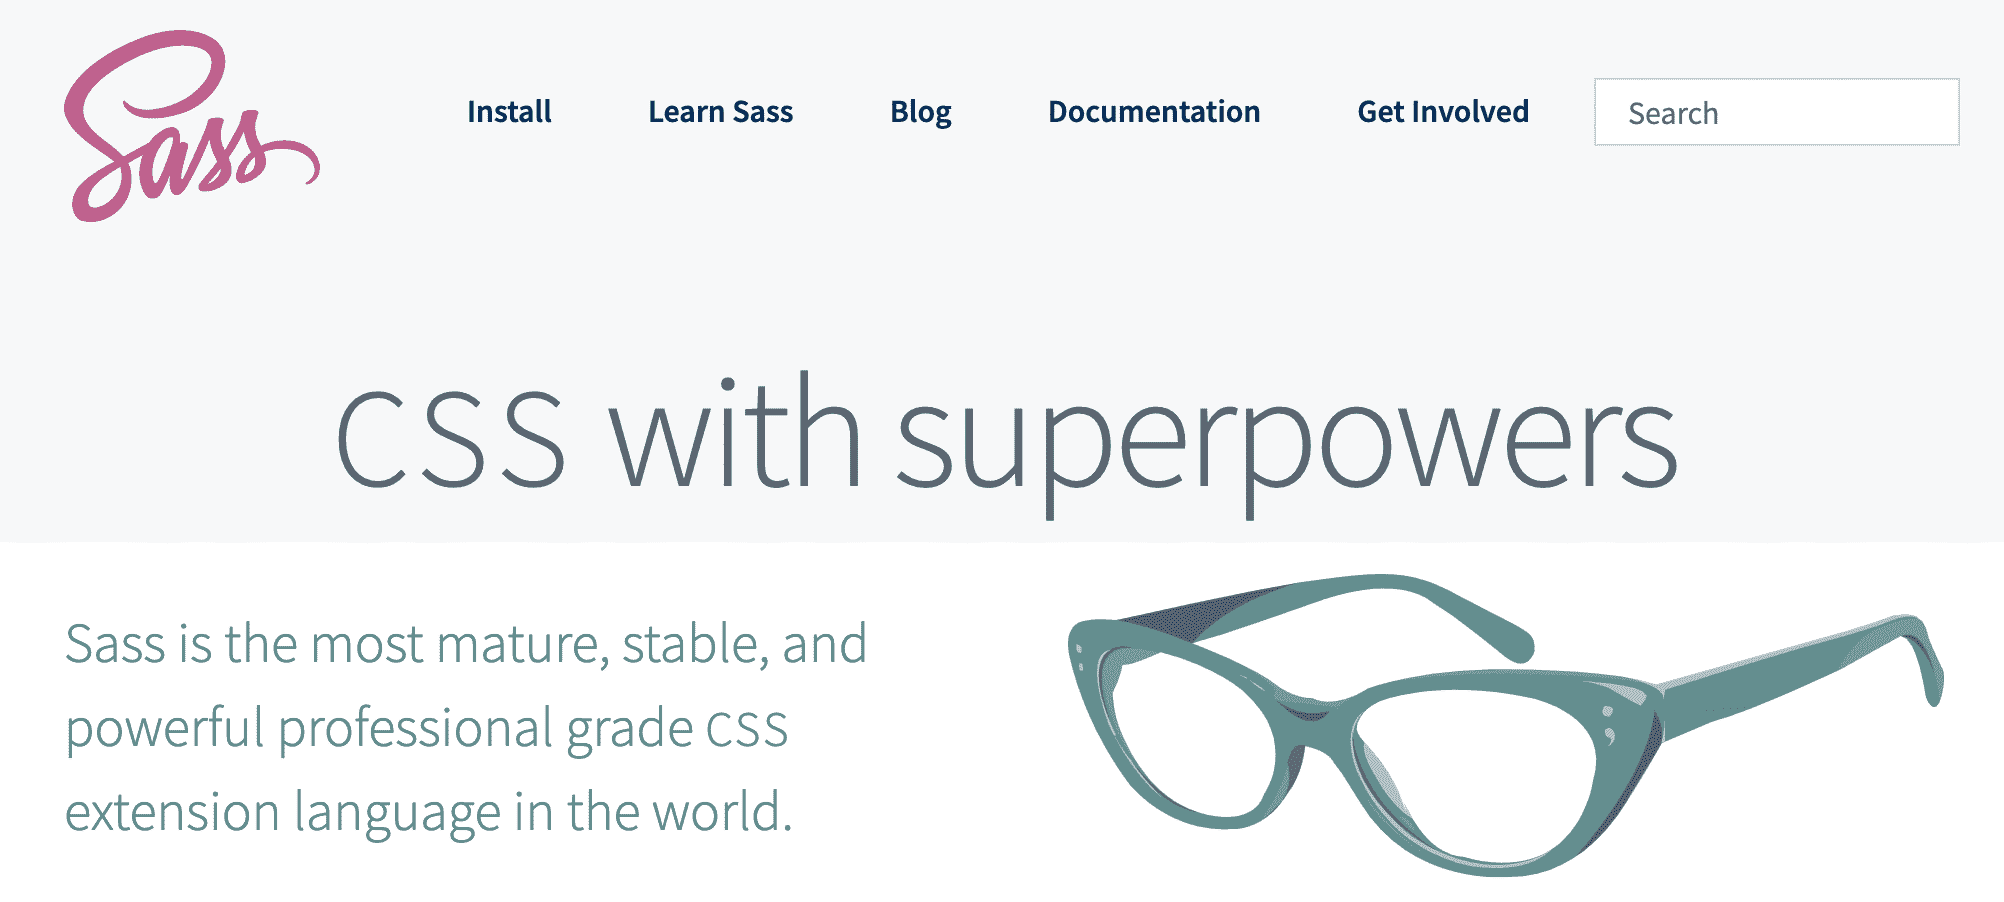 Sass
Install
Learn Sass
Blog
Documentation
Get Involved
Search
CSS with superpowers
Sass is the most mature, stable, and
powerful professional grade CSS
extension language in the world.